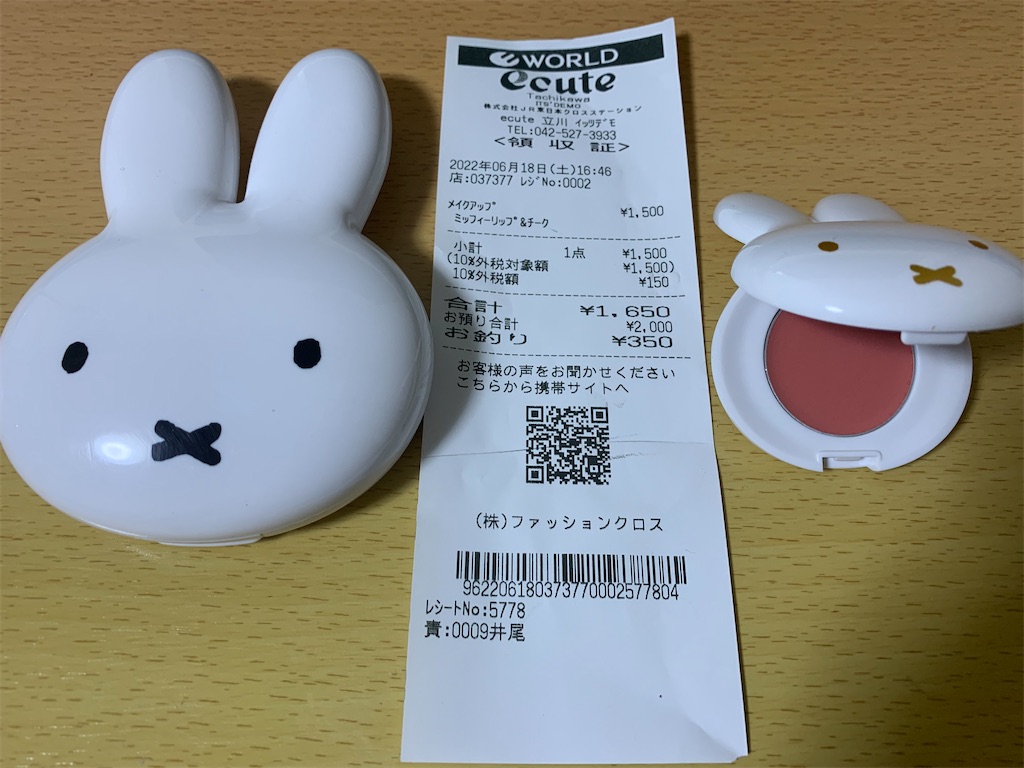 WORLD
ecute
Tachikawa
ITS'DEMO
株式会社JR東日本クロスステーション
ecute 立川 ィッツデモ
TEL:042-527-3933
<領 収 証>
2022年06月18日(土)16:46
店:037377 レジNo:0002
メイクアップ ¥1,500
ミッフィーリップ&チーク
小計 1点 ¥1,500
(10%外税対象額 ¥1,500)
10%外税額 ¥150
合計 ¥1,650
お預り合計 ¥2,000
お釣り ¥350
お客様の声をお聞かせください
こちらから携帯サイトへ
(株)ファッションクロス
9622061803737770002577804
レシートNo:5778
責:0009井尾